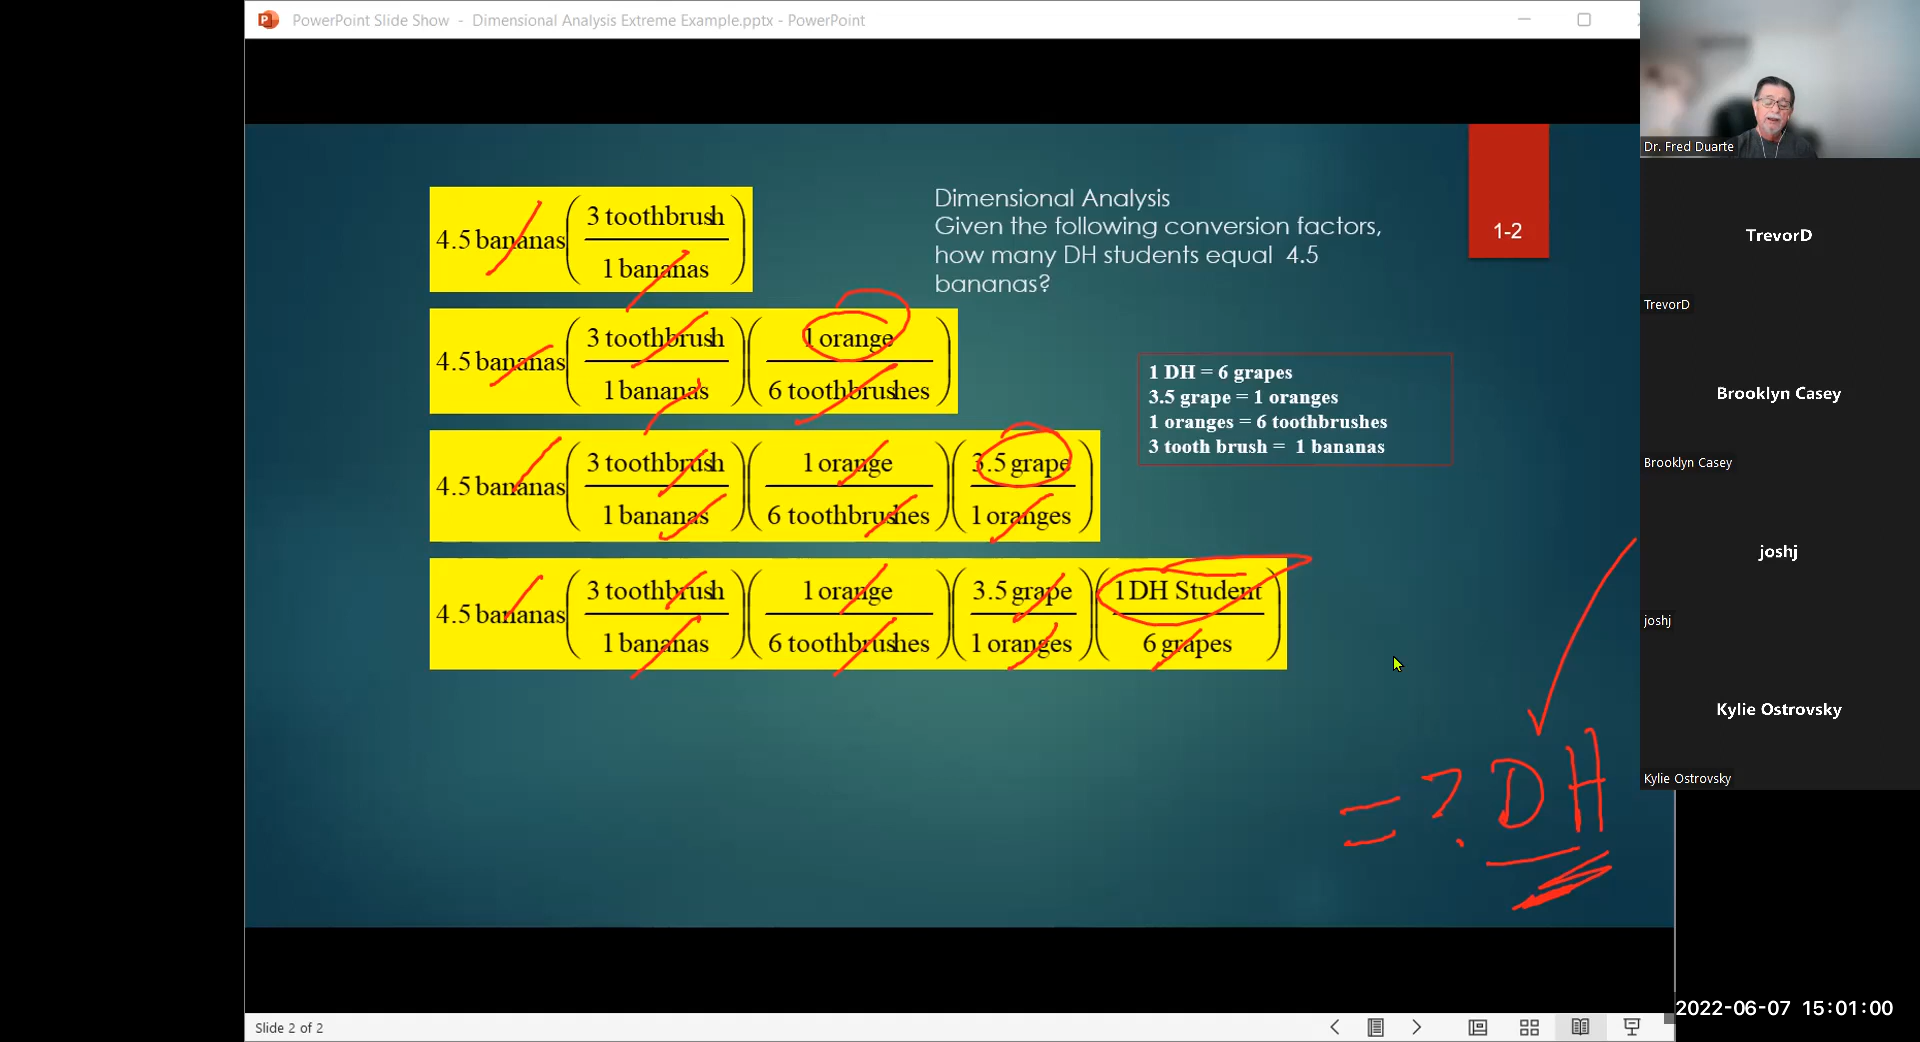 PowerPoint Slide Show - Dimensional Analysis Extreme Example.pptx - PowerPoint
Dr. Fred Duarte
4.5 bananas (3 toothbrush / 1 bananas)
Dimensional Analysis
Given the following conversion factors,
how many DH students equal 4.5
bananas?
1-2
TrevorD
TrevorD
4.5 bananas (3 toothbrush / 1 bananas) (1 orange / 6 toothbrushes)
1 DH = 6 grapes
3.5 grape = 1 oranges
1 oranges = 6 toothbrushes
3 tooth brush = 1 bananas
Brooklyn Casey
Brooklyn Casey
4.5 bananas (3 toothbrush / 1 bananas) (1 orange / 6 toothbrushes) (3.5 grape / 1 oranges)
4.5 bananas (3 toothbrush / 1 bananas) (1 orange / 6 toothbrushes) (3.5 grape / 1 oranges) (1 DH Student / 6 grapes)
joshj
joshj
Kylie Ostrovsky
Kylie Ostrovsky
= ? DH
2022-06-07 15:01:00
Slide 2 of 2